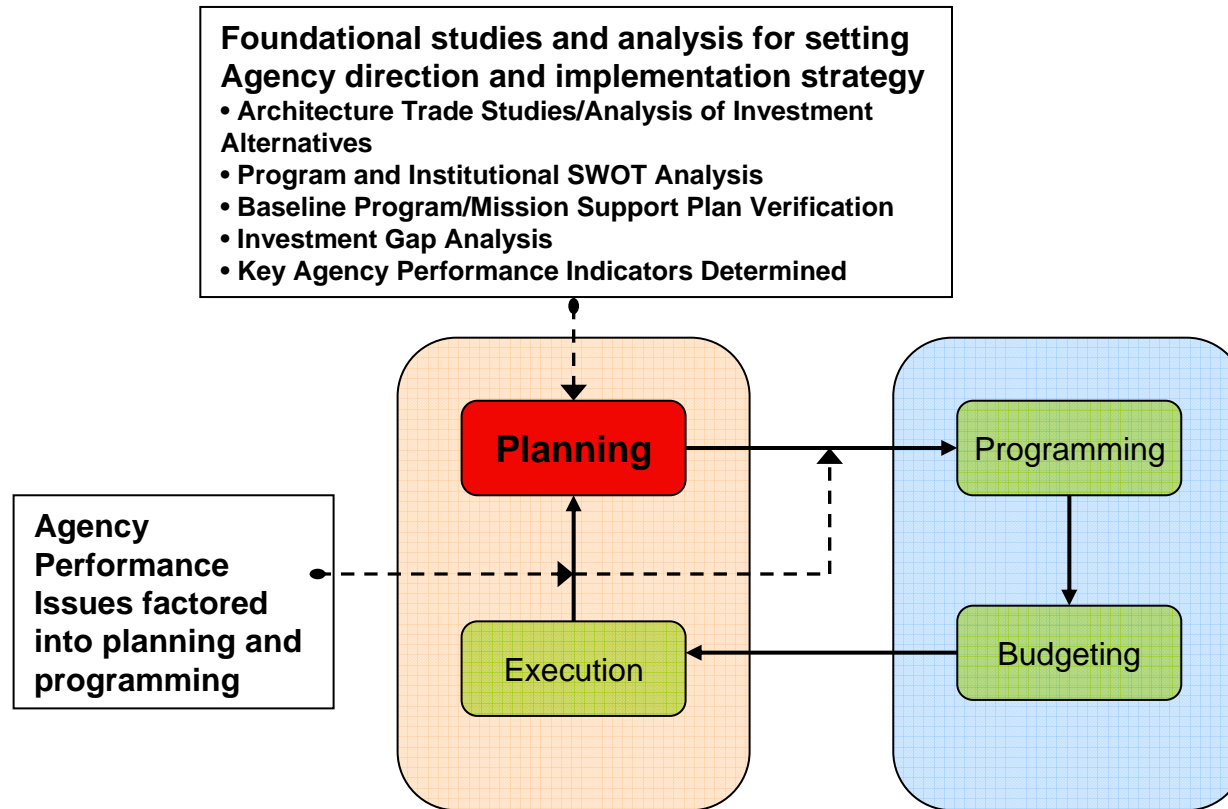 Foundational studies and analysis for setting
Agency direction and implementation strategy
• Architecture Trade Studies/Analysis of Investment
Alternatives
• Program and Institutional SWOT Analysis
• Baseline Program/Mission Support Plan Verification
• Investment Gap Analysis
• Key Agency Performance Indicators Determined
Planning
Programming
Agency
Performance
Issues factored
into planning and
programming
Execution
Budgeting